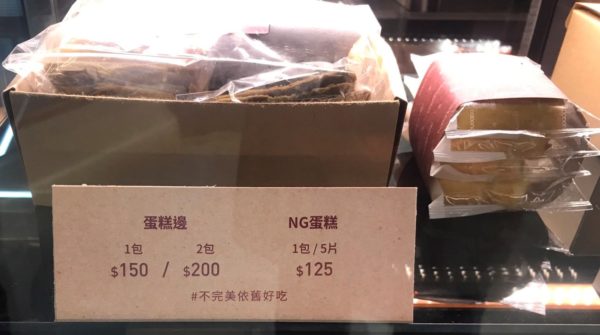 蛋糕邊 NG蛋糕
1包 2包 1包/5片
$150 / $200 $125
#不完美依舊好吃